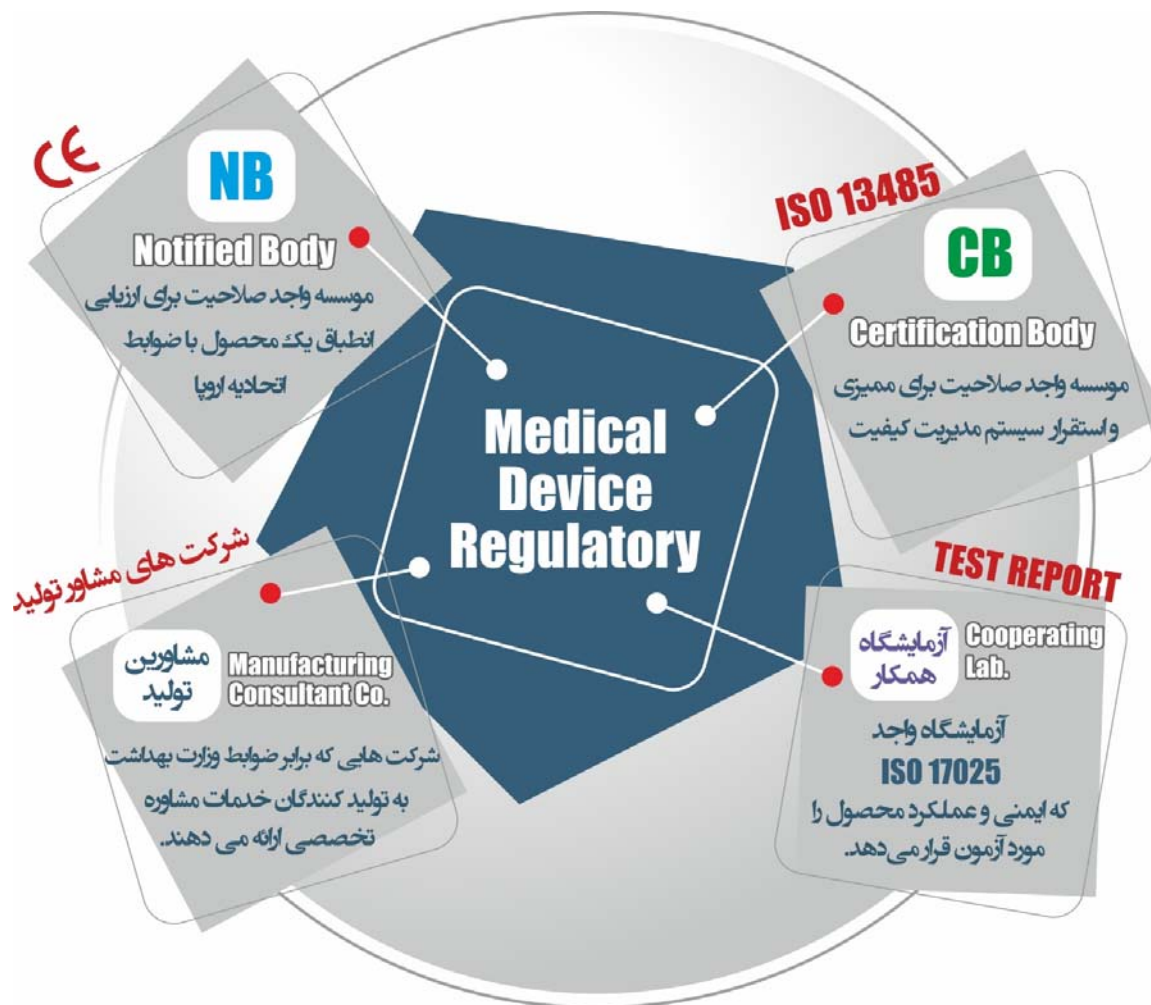 CE
NB
Notified Body
موسسه واجد صلاحیت برای ارزیابی
انطباق یک محصول با ضوابط
اتحادیه اروپا
ISO 13485
CB
Certification Body
موسسه واجد صلاحیت برای ممیزی
و استقرار سیستم مدیریت کیفیت
Medical
Device
Regulatory
شرکت های مشاور تولید
مشاورین
تولید
Manufacturing
Consultant Co.
شرکت هایی که برابر ضوابط وزارت بهداشت
به تولید کنندگان خدمات مشاوره
تخصصی ارائه می دهند.
TEST REPORT
آزمایشگاه
همکار
Cooperating
Lab.
آزمایشگاه واجد
ISO 17025
که ایمنی و عملکرد محصول را
مورد آزمون قرار می‌دهد.